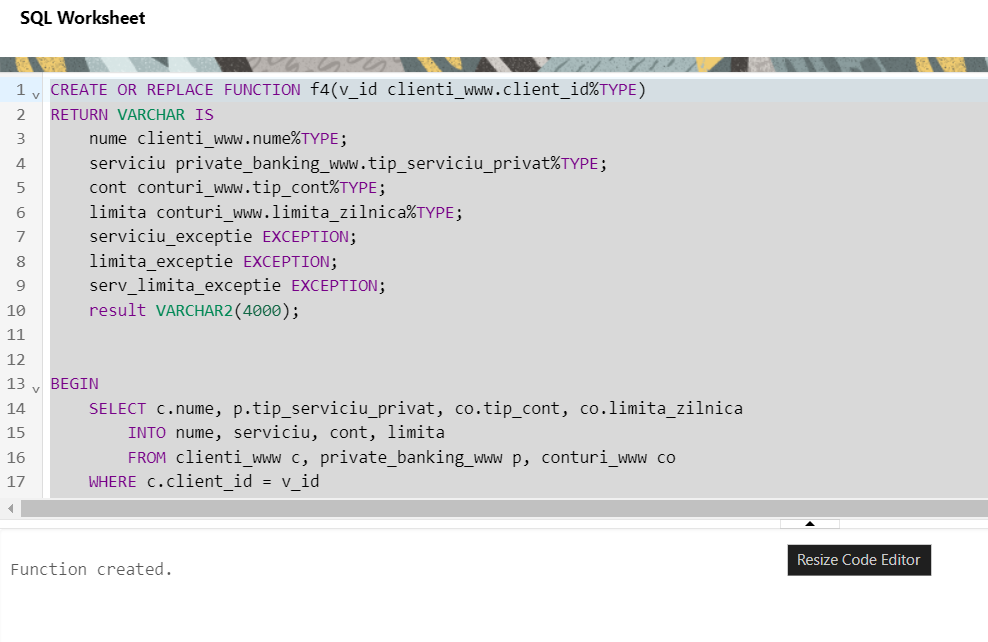 SQL Worksheet
1 CREATE OR REPLACE FUNCTION f4(v_id clienti_www.client_id%TYPE)
2 RETURN VARCHAR IS
3     nume clienti_www.nume%TYPE;
4     serviciu private_banking_www.tip_serviciu_privat%TYPE;
5     cont conturi_www.tip_cont%TYPE;
6     limita conturi_www.limita_zilnica%TYPE;
7     serviciu_exceptie EXCEPTION;
8     limita_exceptie EXCEPTION;
9     serv_limita_exceptie EXCEPTION;
10     result VARCHAR2(4000);
11
12
13 BEGIN
14     SELECT c.nume, p.tip_serviciu_privat, co.tip_cont, co.limita_zilnica
15         INTO nume, serviciu, cont, limita
16         FROM clienti_www c, private_banking_www p, conturi_www co
17     WHERE c.client_id = v_id
Resize Code Editor
Function created.